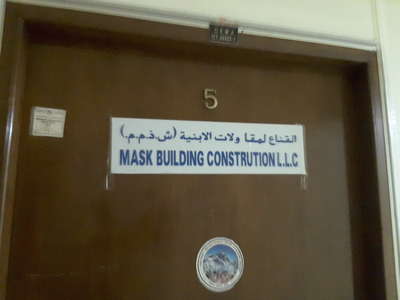 5
القناع لمقا ولات الابنية (ش.ذ.م.م.)
MASK BUILDING CONSTRUTION L.L.C